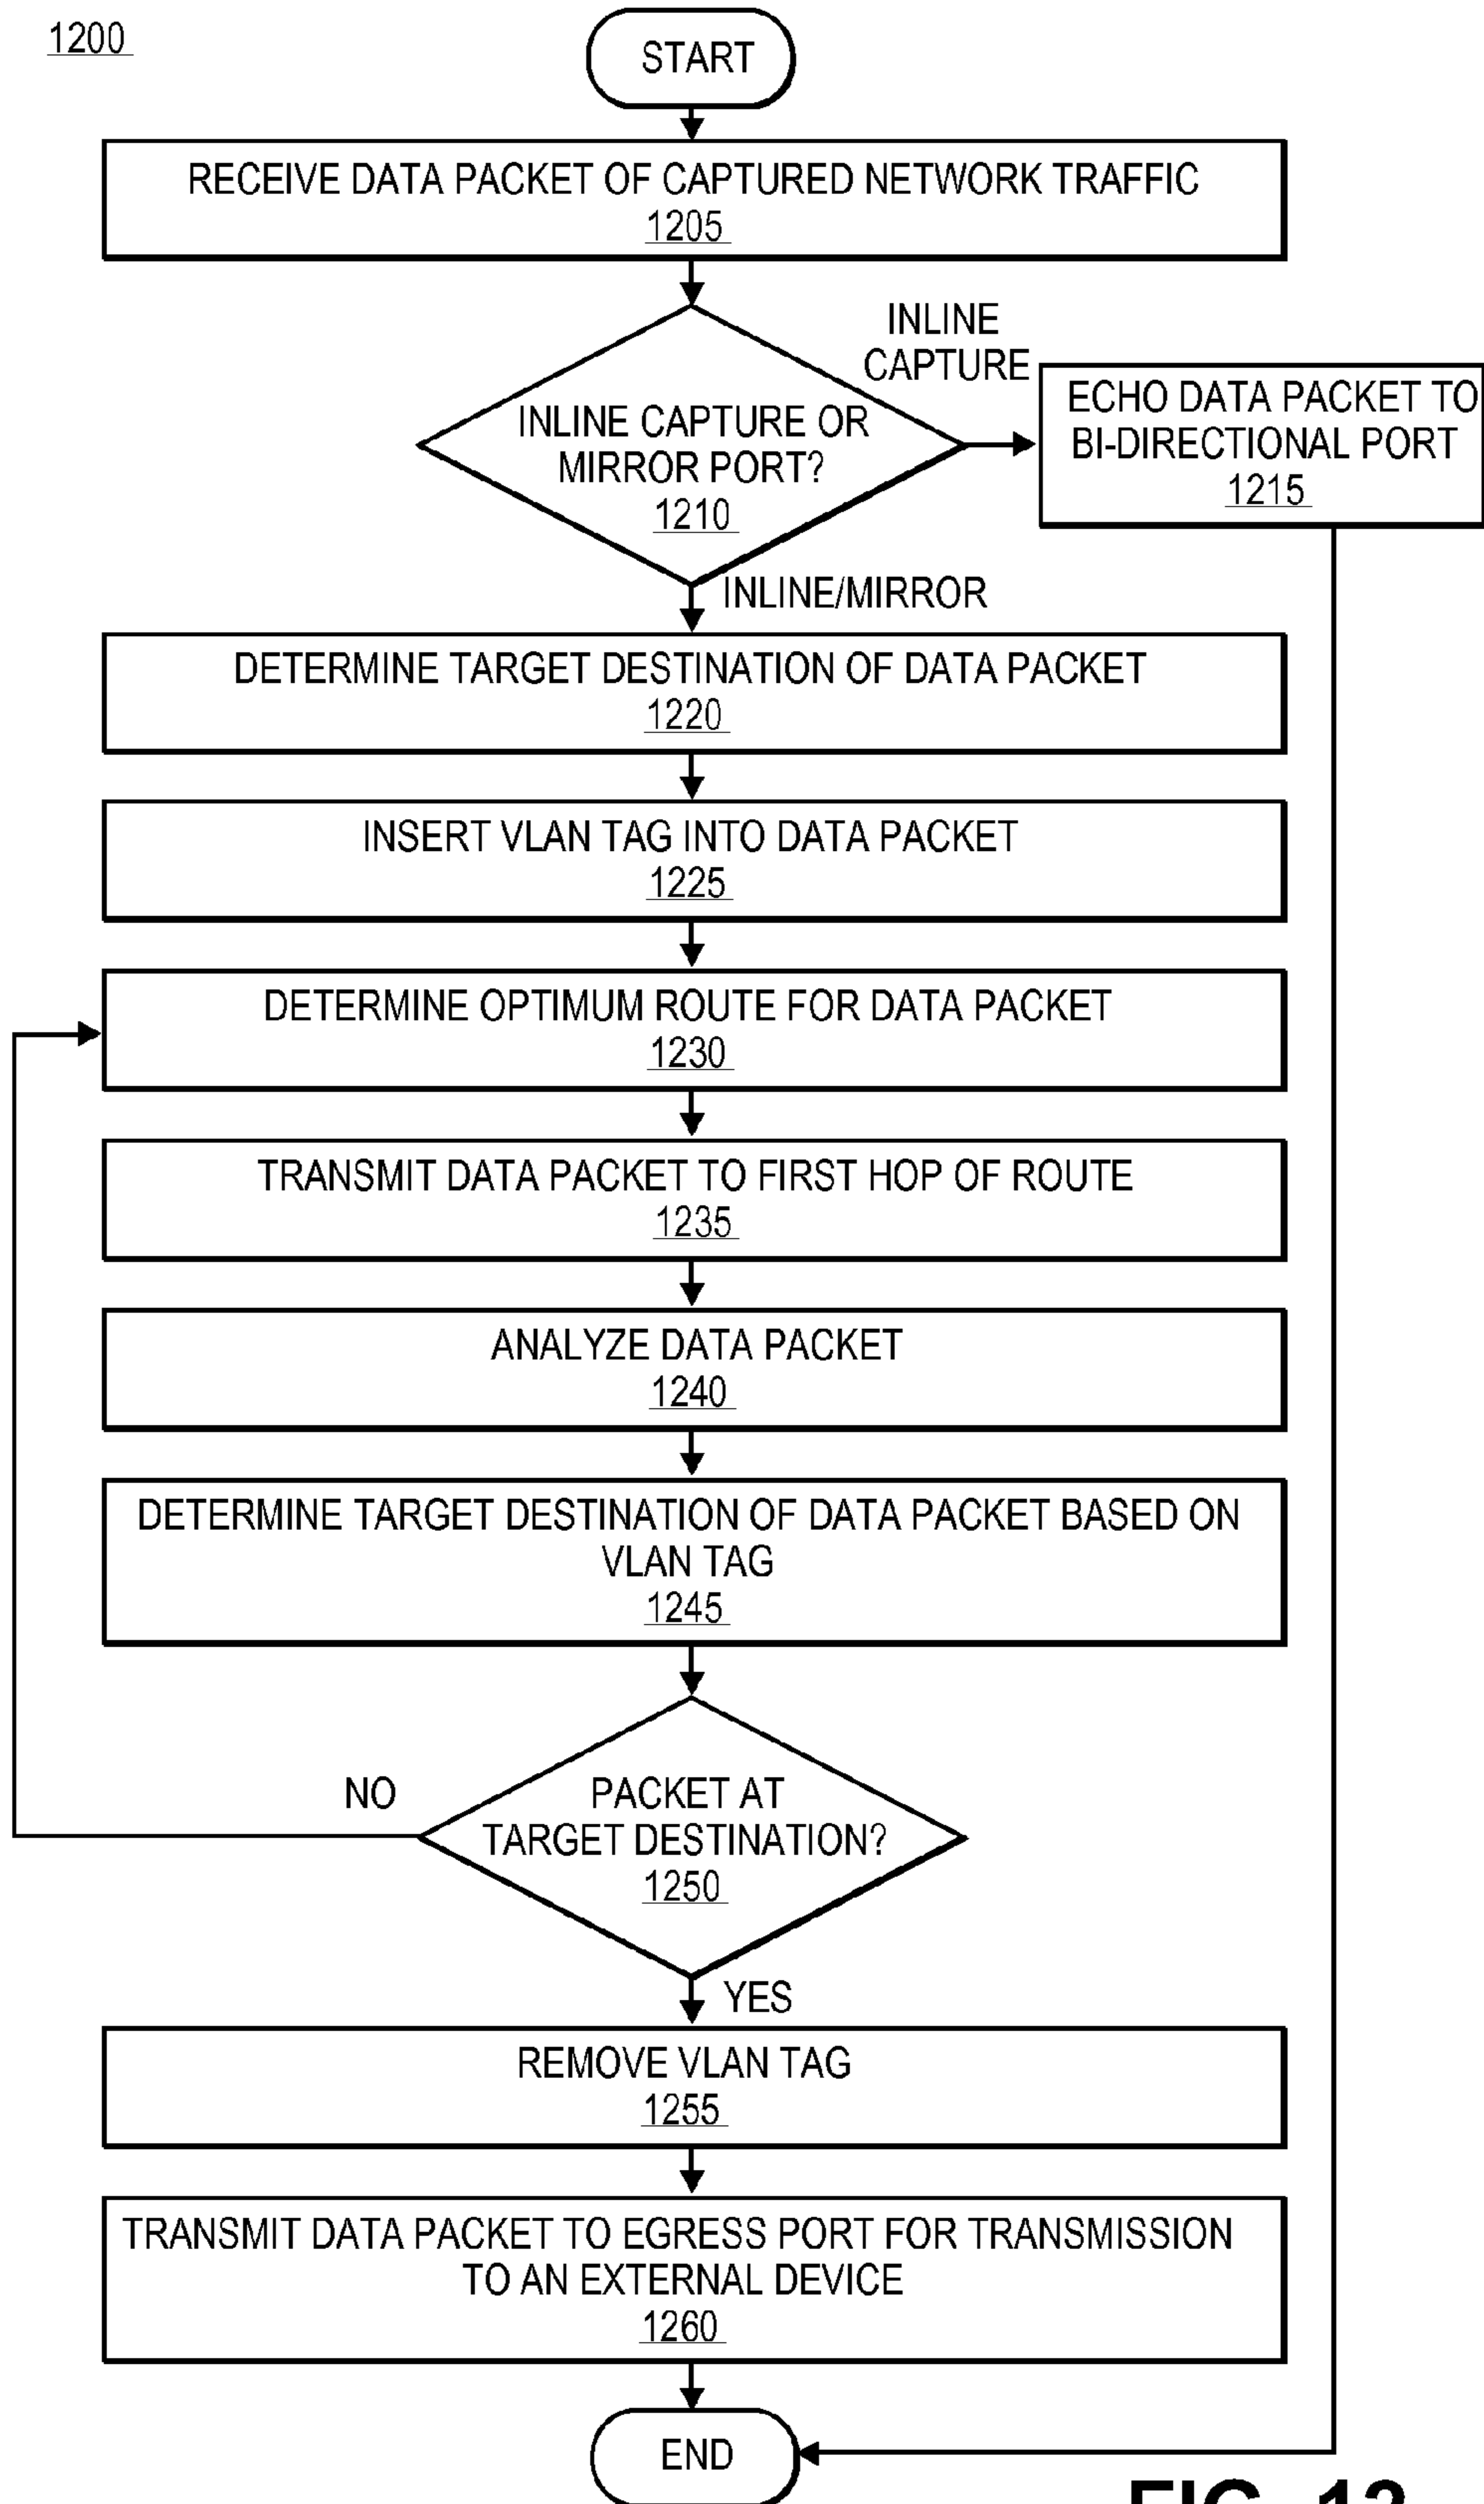 1200
START
RECEIVE DATA PACKET OF CAPTURED NETWORK TRAFFIC
1205
INLINE
CAPTURE
INLINE CAPTURE OR
MIRROR PORT?
1210
ECHO DATA PACKET TO
BI-DIRECTIONAL PORT
1215
INLINE/MIRROR
DETERMINE TARGET DESTINATION OF DATA PACKET
1220
INSERT VLAN TAG INTO DATA PACKET
1225
DETERMINE OPTIMUM ROUTE FOR DATA PACKET
1230
TRANSMIT DATA PACKET TO FIRST HOP OF ROUTE
1235
ANALYZE DATA PACKET
1240
DETERMINE TARGET DESTINATION OF DATA PACKET BASED ON
VLAN TAG
1245
NO
PACKET AT
TARGET DESTINATION?
1250
YES
REMOVE VLAN TAG
1255
TRANSMIT DATA PACKET TO EGRESS PORT FOR TRANSMISSION
TO AN EXTERNAL DEVICE
1260
END
FIG.